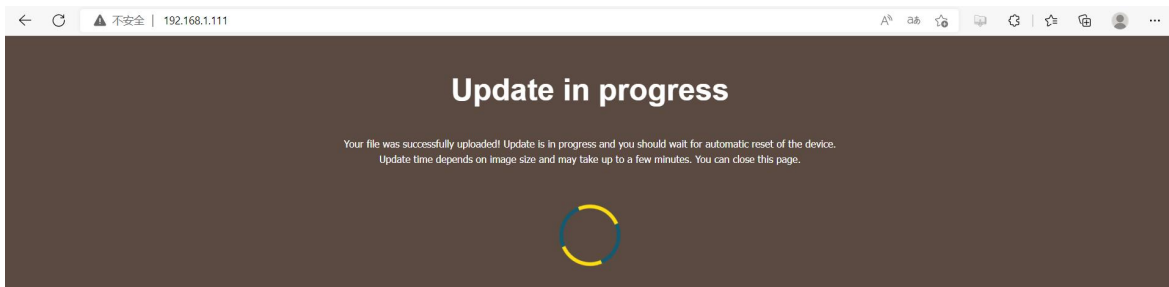 不安全 | 192.168.1.111
A aあ
Update in progress
Your file was successfully uploaded! Update is in progress and you should wait for automatic reset of the device.
Update time depends on image size and may take up to a few minutes. You can close this page.